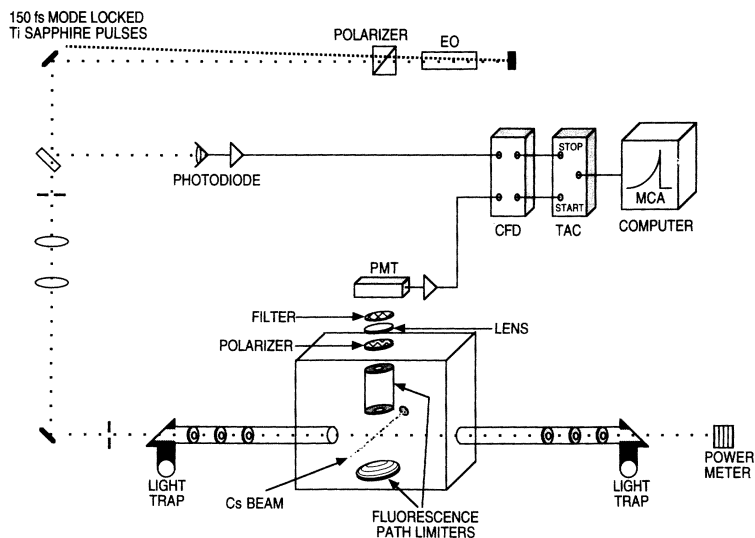 150 fs MODE LOCKED
Ti SAPPHIRE PULSES
POLARIZER
EO
PHOTODIODE
STOP
START
CFD
TAC
MCA
COMPUTER
PMT
FILTER
LENS
POLARIZER
LIGHT
TRAP
Cs BEAM
FLUORESCENCE
PATH LIMITERS
LIGHT
TRAP
POWER
METER